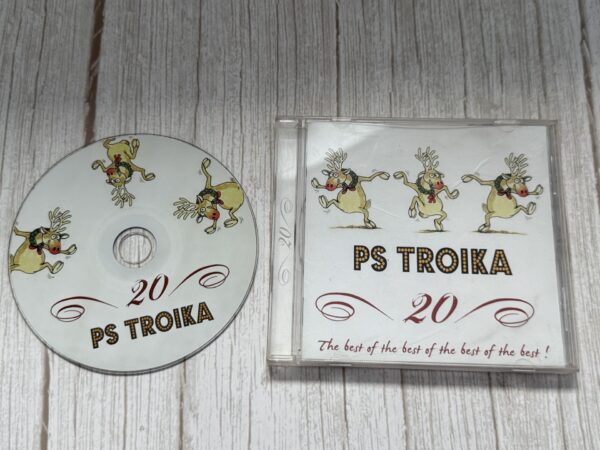 20
PS TROIKA
20
PS TROIKA
20
The best of the best of the best of the best !